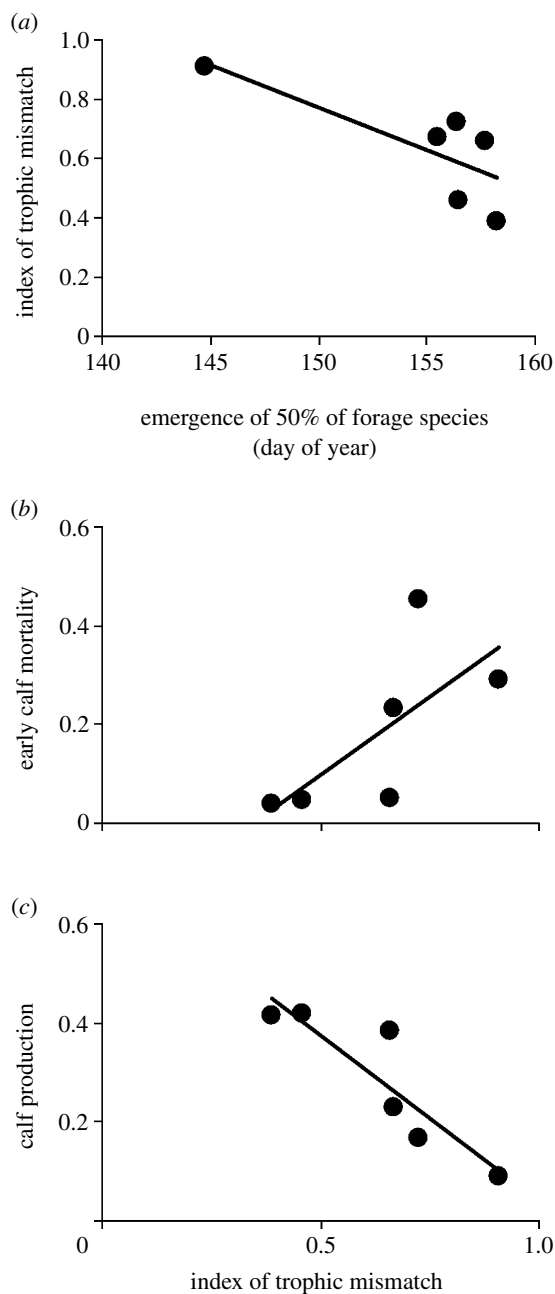 (a)
1.0
0.8
0.6
0.4
0.2
0
index of trophic mismatch
140 145 150 155 160
emergence of 50% of forage species
(day of year)
(b)
0.6
0.4
0.2
0
early calf mortality
(c)
0.6
0.4
0.2
calf production
0 0.5 1.0
index of trophic mismatch